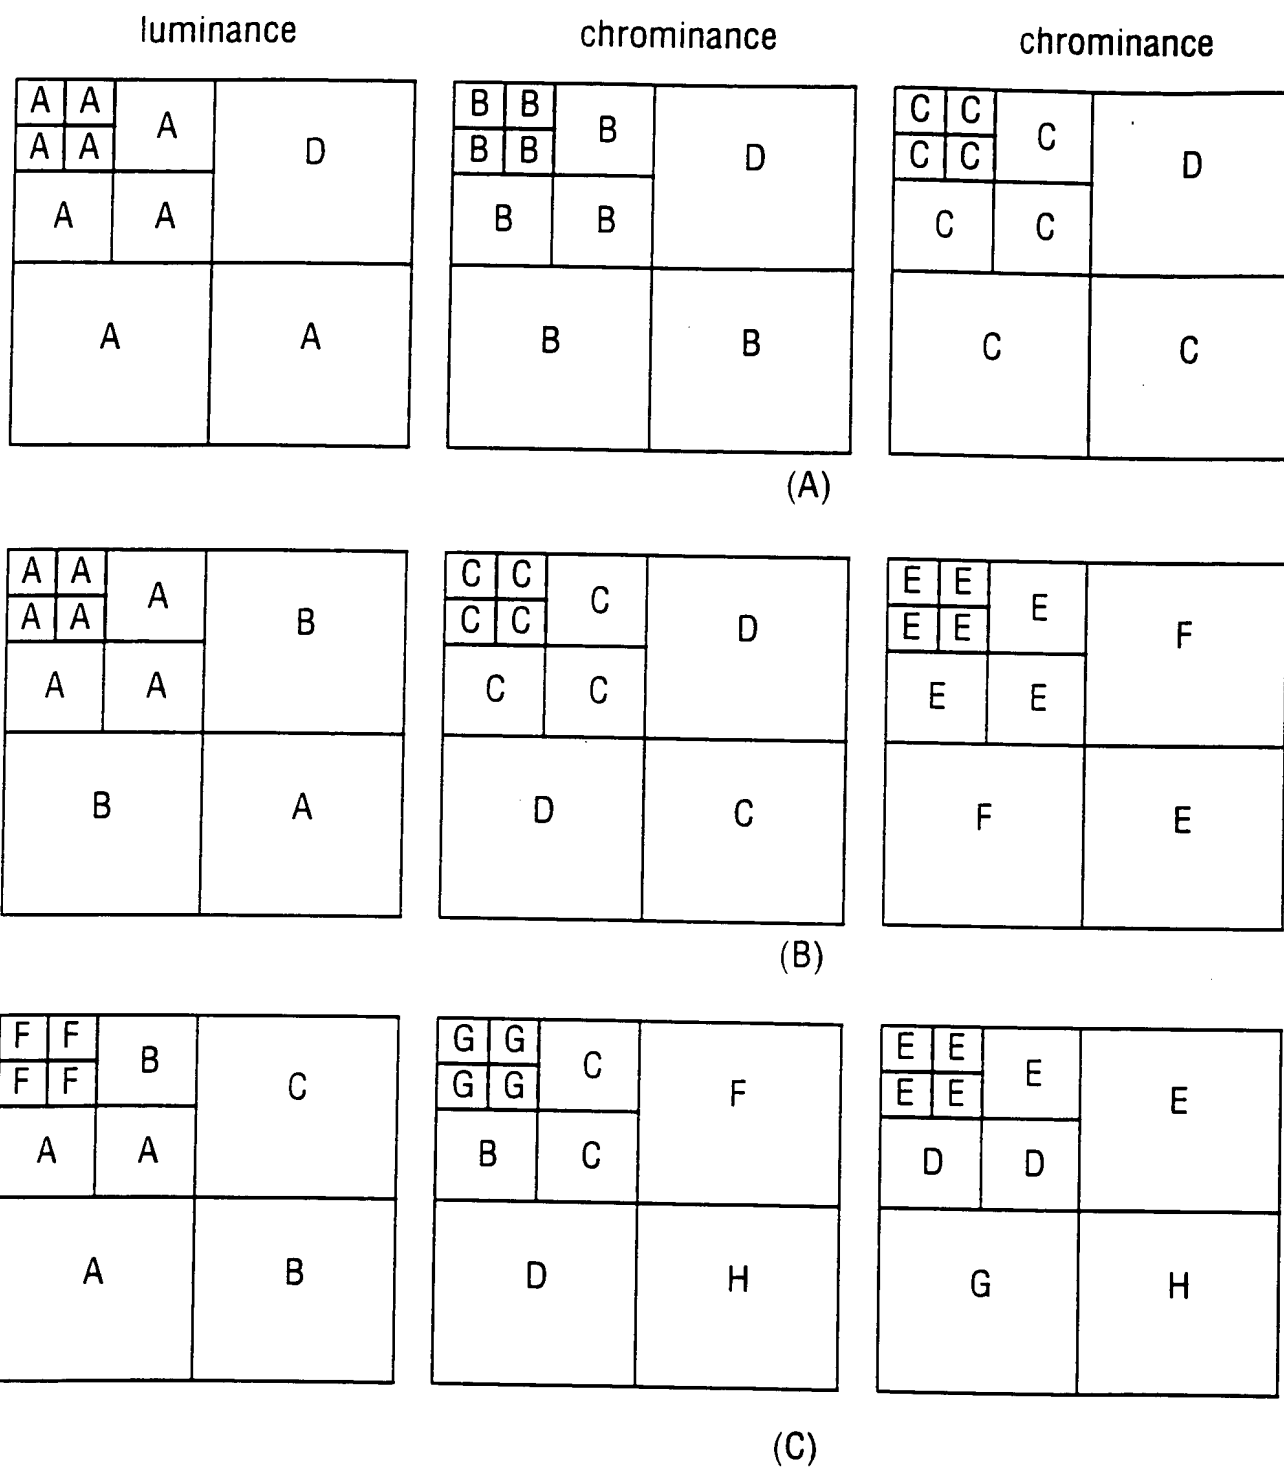 luminance chrominance chrominance
A A A D B B B D C C C D
A A B B C C
A A B B C C
A A B B C C
(A)
A A A B C C C D E E E F
A A C C E E
A A C C E E
B A D C F E
(B)
F F B C G G C F E E E E
F F G G E E
A A B C D D
A B D H G H
(C)